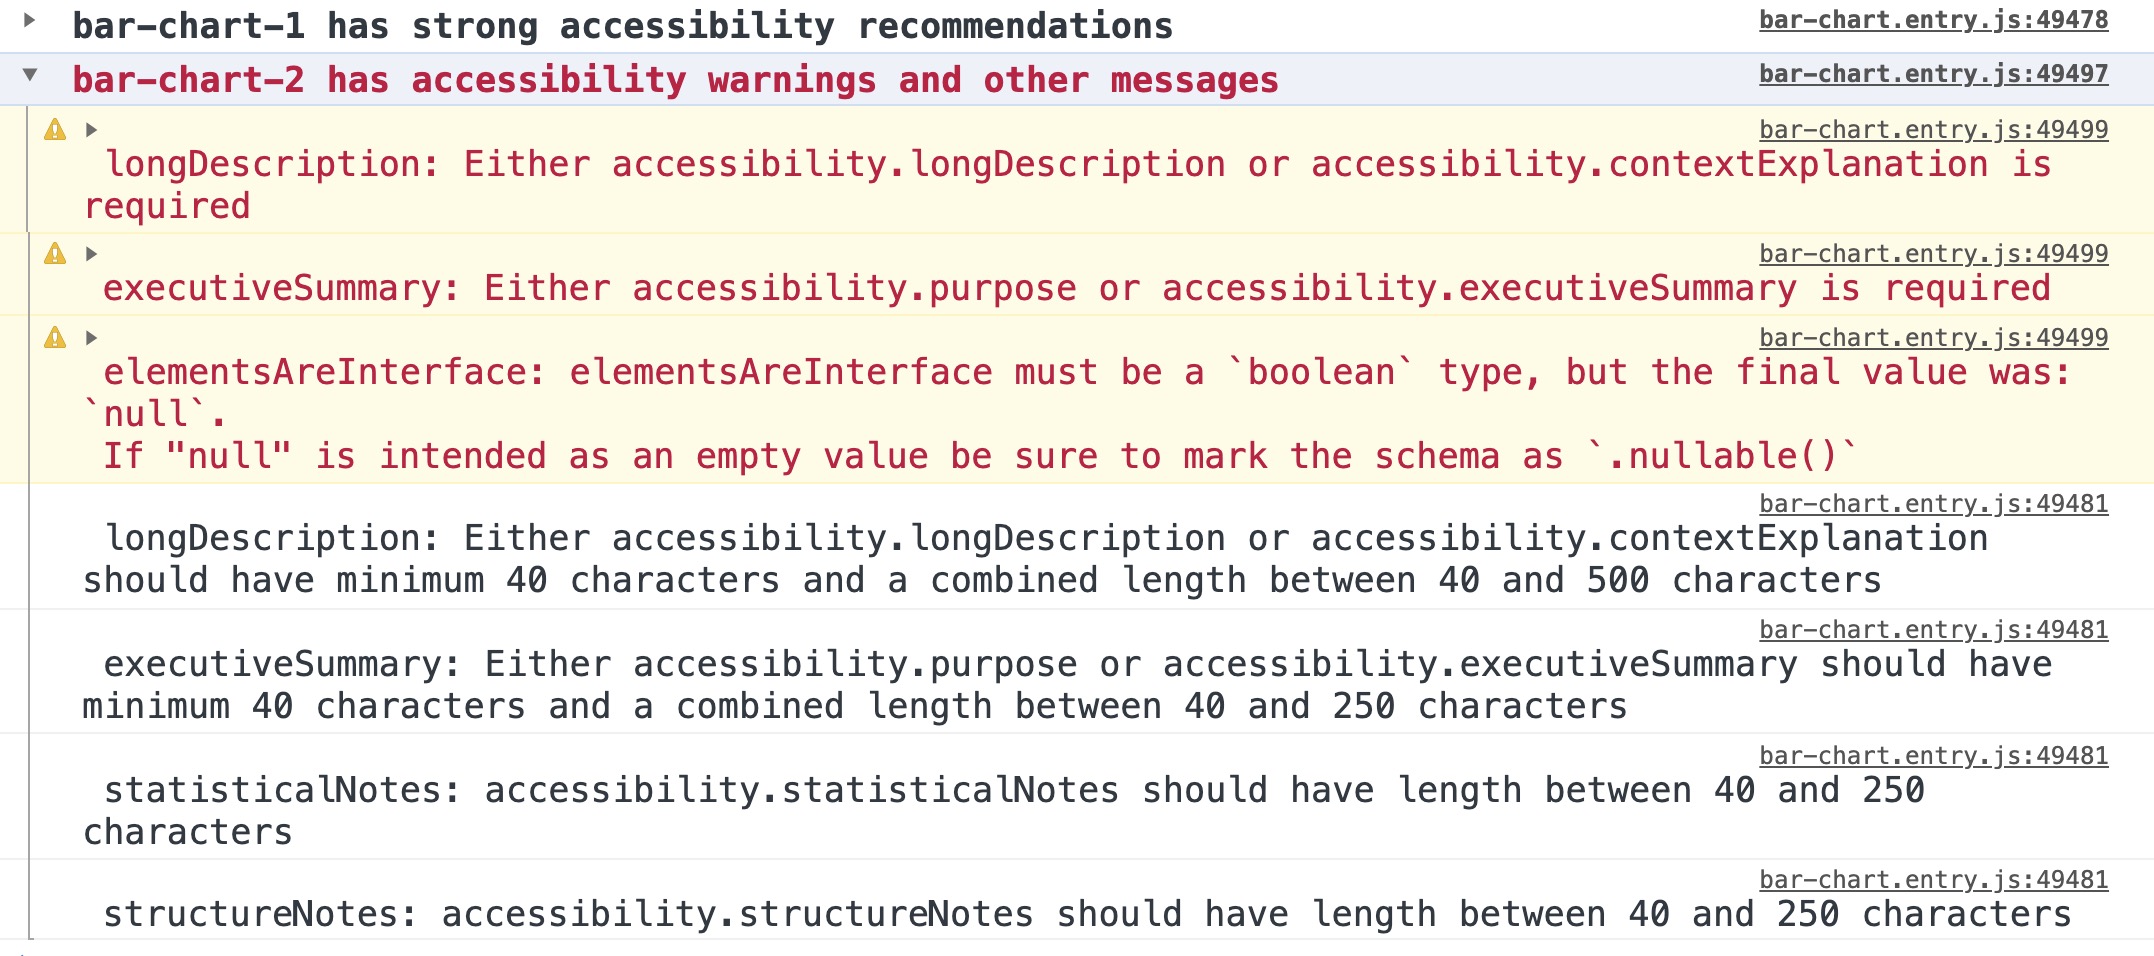 bar-chart-1 has strong accessibility recommendations bar-chart.entry.js:49478
bar-chart-2 has accessibility warnings and other messages bar-chart.entry.js:49497
bar-chart.entry.js:49499
longDescription: Either accessibility.longDescription or accessibility.contextExplanation is
required
bar-chart.entry.js:49499
executiveSummary: Either accessibility.purpose or accessibility.executiveSummary is required
bar-chart.entry.js:49499
elementsAreInterface: elementsAreInterface must be a `boolean` type, but the final value was:
`null`.
If "null" is intended as an empty value be sure to mark the schema as `.nullable()`
bar-chart.entry.js:49481
longDescription: Either accessibility.longDescription or accessibility.contextExplanation
should have minimum 40 characters and a combined length between 40 and 500 characters
bar-chart.entry.js:49481
executiveSummary: Either accessibility.purpose or accessibility.executiveSummary should have
minimum 40 characters and a combined length between 40 and 250 characters
bar-chart.entry.js:49481
statisticalNotes: accessibility.statisticalNotes should have length between 40 and 250
characters
bar-chart.entry.js:49481
structureNotes: accessibility.structureNotes should have length between 40 and 250 characters